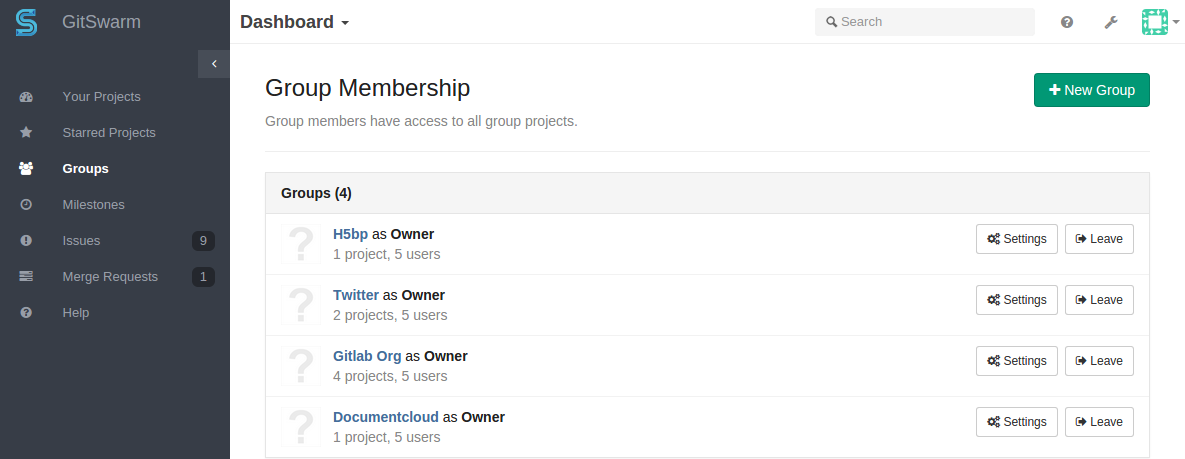 GitSwarm
Your Projects
Starred Projects
Groups
Milestones
Issues 9
Merge Requests 1
Help
Dashboard
Search
Group Membership
New Group
Group members have access to all group projects.
Groups (4)
H5bp as Owner
1 project, 5 users
Settings Leave
Twitter as Owner
2 projects, 5 users
Settings Leave
Gitlab Org as Owner
4 projects, 5 users
Settings Leave
Documentcloud as Owner
1 project, 5 users
Settings Leave